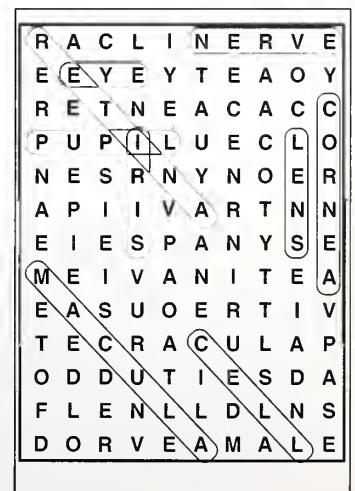 R A C L I N E R V E
E E Y E Y T E A O Y
R E T N E A C A C C
P U P I L U E C L O
N E S R N Y N O E R
A P I I V A R T N N
E I E S P A N Y S E
M E I V A N I T E A
E A S U O E R T I V
T E C R A C U L A P
O D D U T I E S D A
F L E N L L D L N S
D O R V E A M A L E